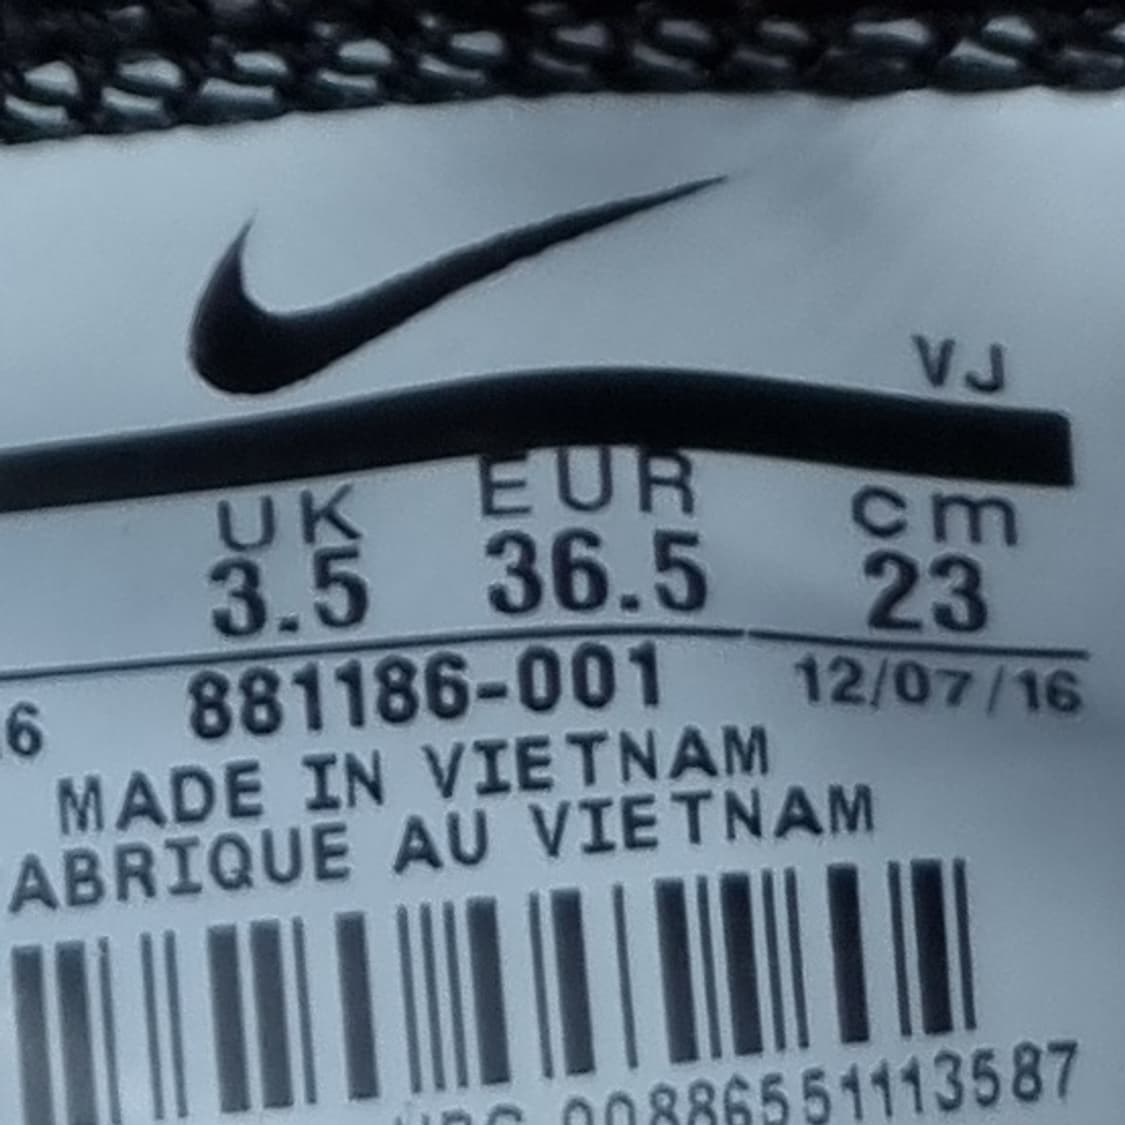 VJ
UK EUR cm
3.5 36.5 23
6 881186-001 12/07/16
MADE IN VIETNAM
ABRIQUE AU VIETNAM
00886551113587